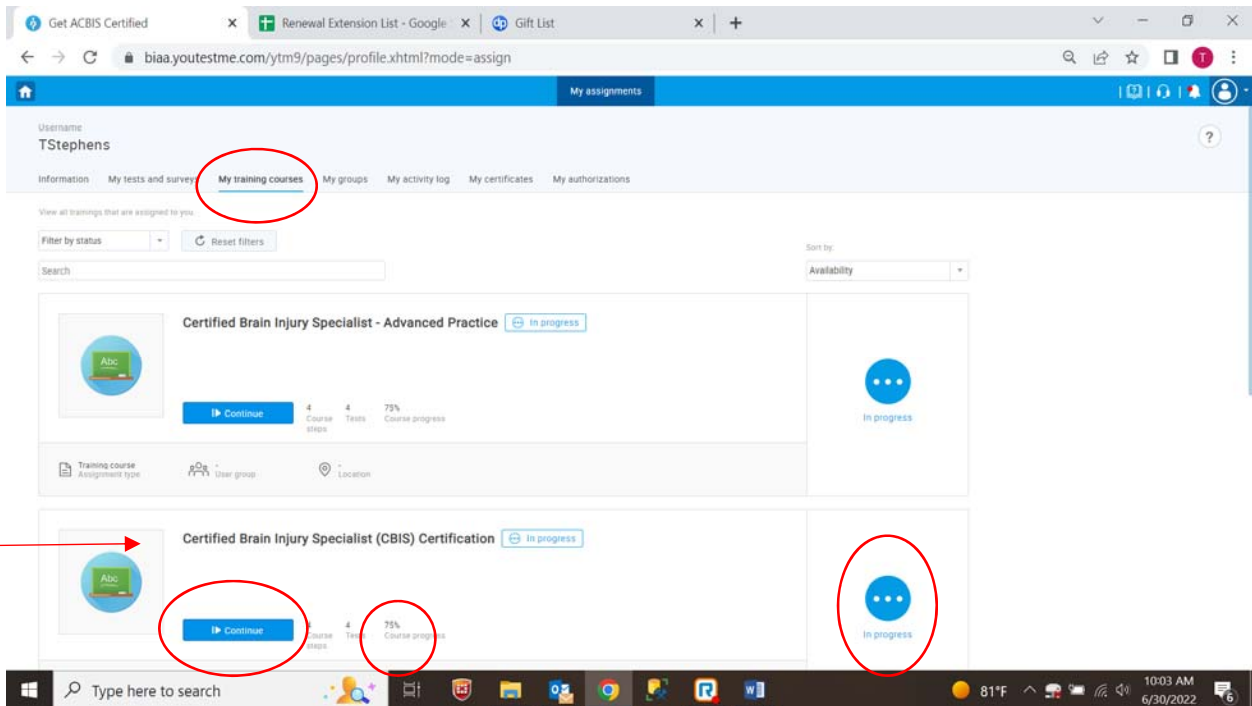 Get ACBIS Certified
Renewal Extension List - Google
Gift List
biaa.youtestme.com/ytm9/pages/profile.xhtml?mode=assign
T
My assignments
Username
TStephens
?
Information My tests and surveys My training courses My groups My activity log My certificates My authorizations
View all trainings that are assigned to you.
Filter by status Reset filters
Sort by:
Search
Availability
Certified Brain Injury Specialist - Advanced Practice In progress
Abc
Continue
4 4 75%
Course Tests Course progress
steps
In progress
Training course
Assignment type
-
User group
-
Location
Certified Brain Injury Specialist (CBIS) Certification In progress
Abc
Continue
4 4 75%
Course Tests Course progress
steps
In progress
Type here to search
81°F
10:03 AM
6/30/2022
6